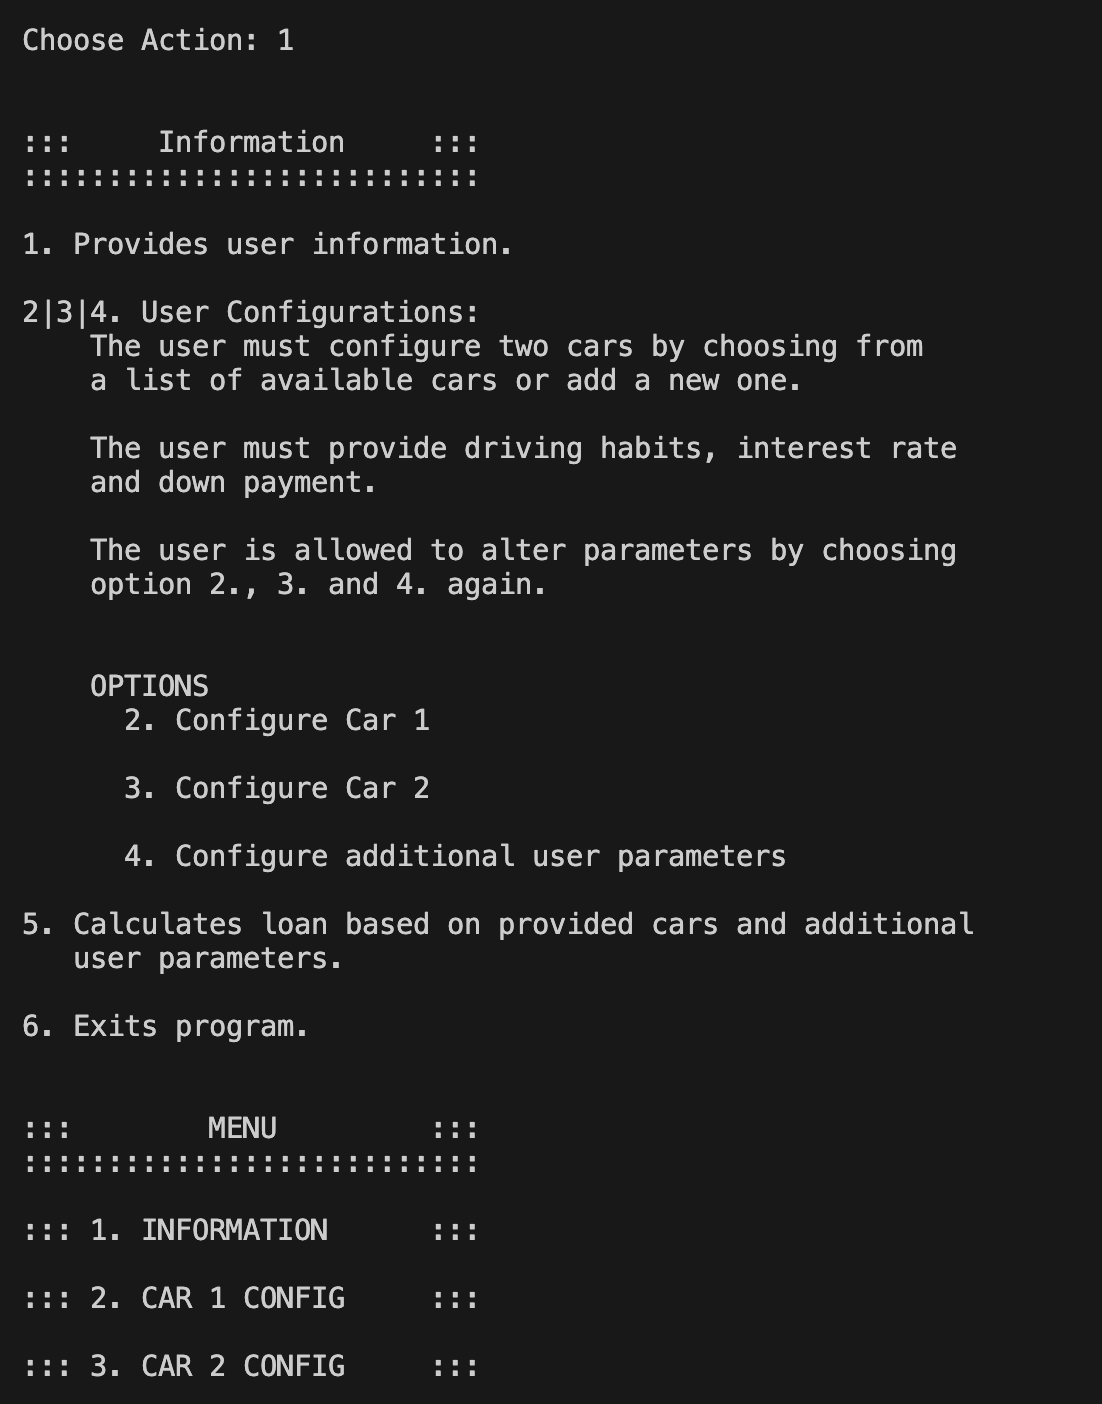 Choose Action: 1
:::     Information     :::
:::::::::::::::::::::::::::
1. Provides user information.
2|3|4. User Configurations:
    The user must configure two cars by choosing from
    a list of available cars or add a new one.
    The user must provide driving habits, interest rate
    and down payment.
    The user is allowed to alter parameters by choosing
    option 2., 3. and 4. again.
    OPTIONS
      2. Configure Car 1
      3. Configure Car 2
      4. Configure additional user parameters
5. Calculates loan based on provided cars and additional
   user parameters.
6. Exits program.
:::        MENU         :::
:::::::::::::::::::::::::::
::: 1. INFORMATION      :::
::: 2. CAR 1 CONFIG     :::
::: 3. CAR 2 CONFIG     :::